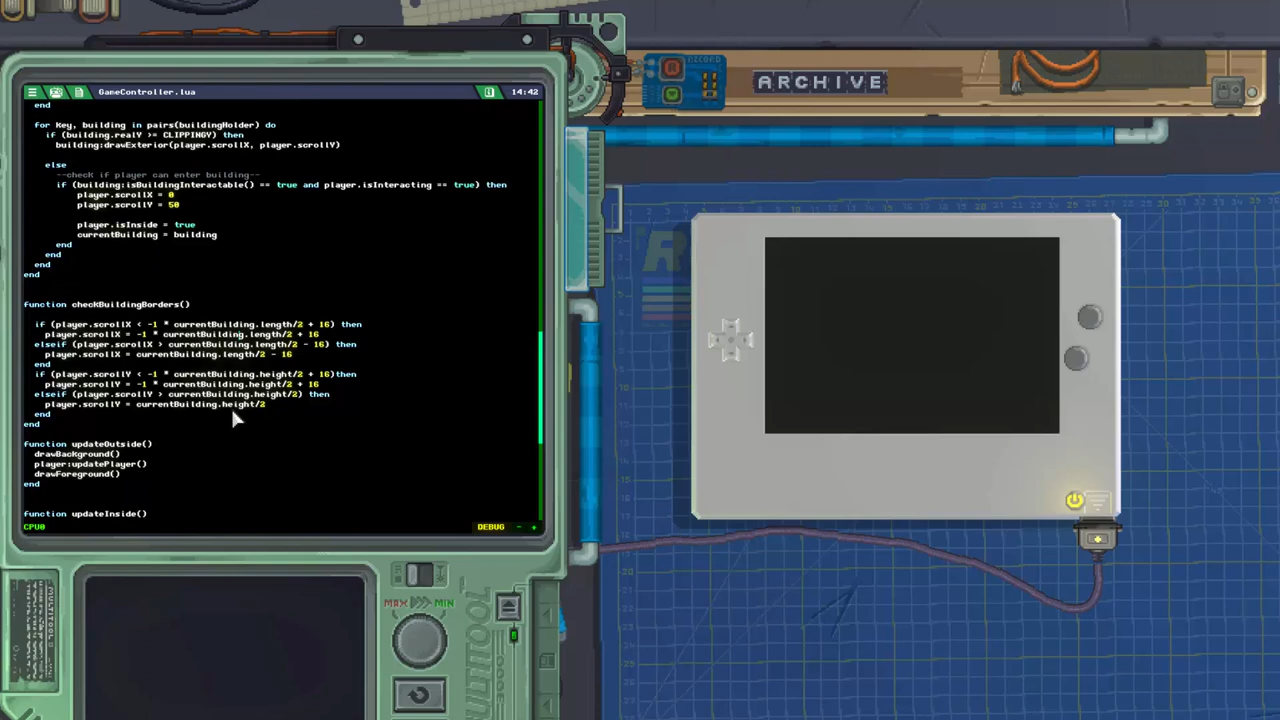 ARCHIVE
RECORD
GameController.lua
14:42
end
for Key, building in pairs(buildingHolder) do
if (building.realY >= CLIPPINGY) then
building:drawExterior(player.scrollX, player.scrollY)
else
--check if player can enter building--
if (building:isBuildingInteractable() == true and player.isInteracting == true) then
player.scrollX = 0
player.scrollY = 50
player.isInside = true
currentBuilding = building
end
end
end
end
function checkBuildingBorders()
if (player.scrollX < -1 * currentBuilding.length/2 + 16) then
player.scrollX = -1 * currentBuilding.length/2 + 16
elseif (player.scrollX > currentBuilding.length/2 - 16) then
player.scrollX = currentBuilding.length/2 - 16
end
if (player.scrollY < -1 * currentBuilding.height/2 + 16)then
player.scrollY = -1 * currentBuilding.height/2 + 16
elseif (player.scrollY > currentBuilding.height/2) then
player.scrollY = currentBuilding.height/2
end
end
function updateOutside()
drawBackground()
player:updatePlayer()
drawForeground()
end
function updateInside()
CPU0
DEBUG - +
MAX
MIN
MULTITOOL